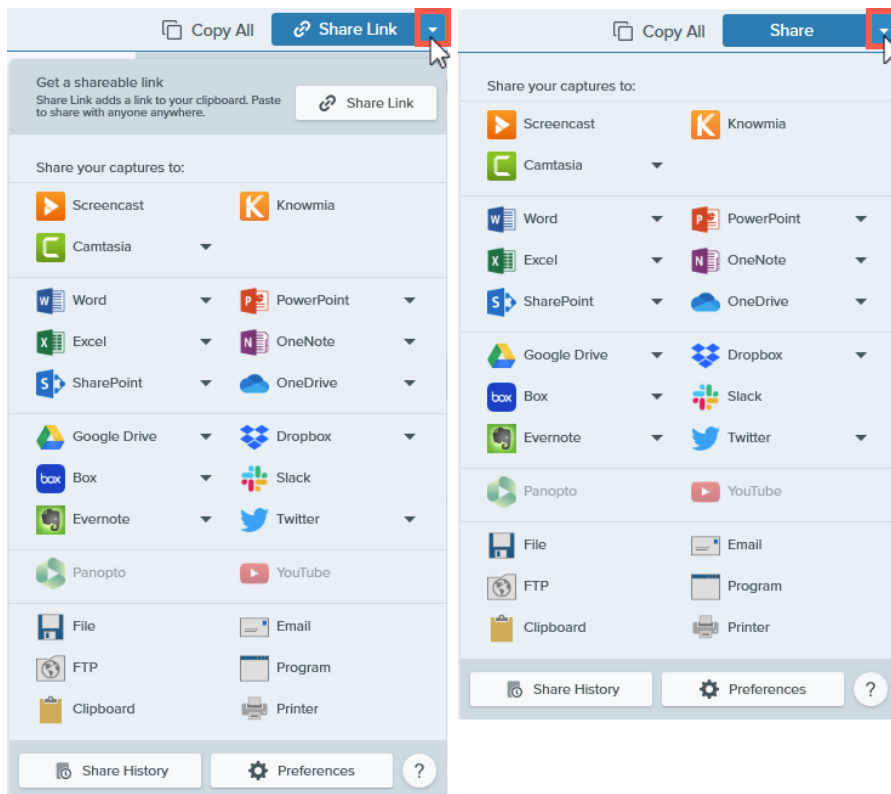 Copy All Share Link
Get a shareable link
Share Link adds a link to your clipboard. Paste
to share with anyone anywhere.
Share Link
Share your captures to:
Screencast Knowmia
Camtasia
Word PowerPoint
Excel OneNote
SharePoint OneDrive
Google Drive Dropbox
box Box Slack
Evernote Twitter
Panopto YouTube
File Email
FTP Program
Clipboard Printer
Share History Preferences ?
Copy All Share
Share your captures to:
Screencast Knowmia
Camtasia
Word PowerPoint
Excel OneNote
SharePoint OneDrive
Google Drive Dropbox
box Box Slack
Evernote Twitter
Panopto YouTube
File Email
FTP Program
Clipboard Printer
Share History Preferences ?